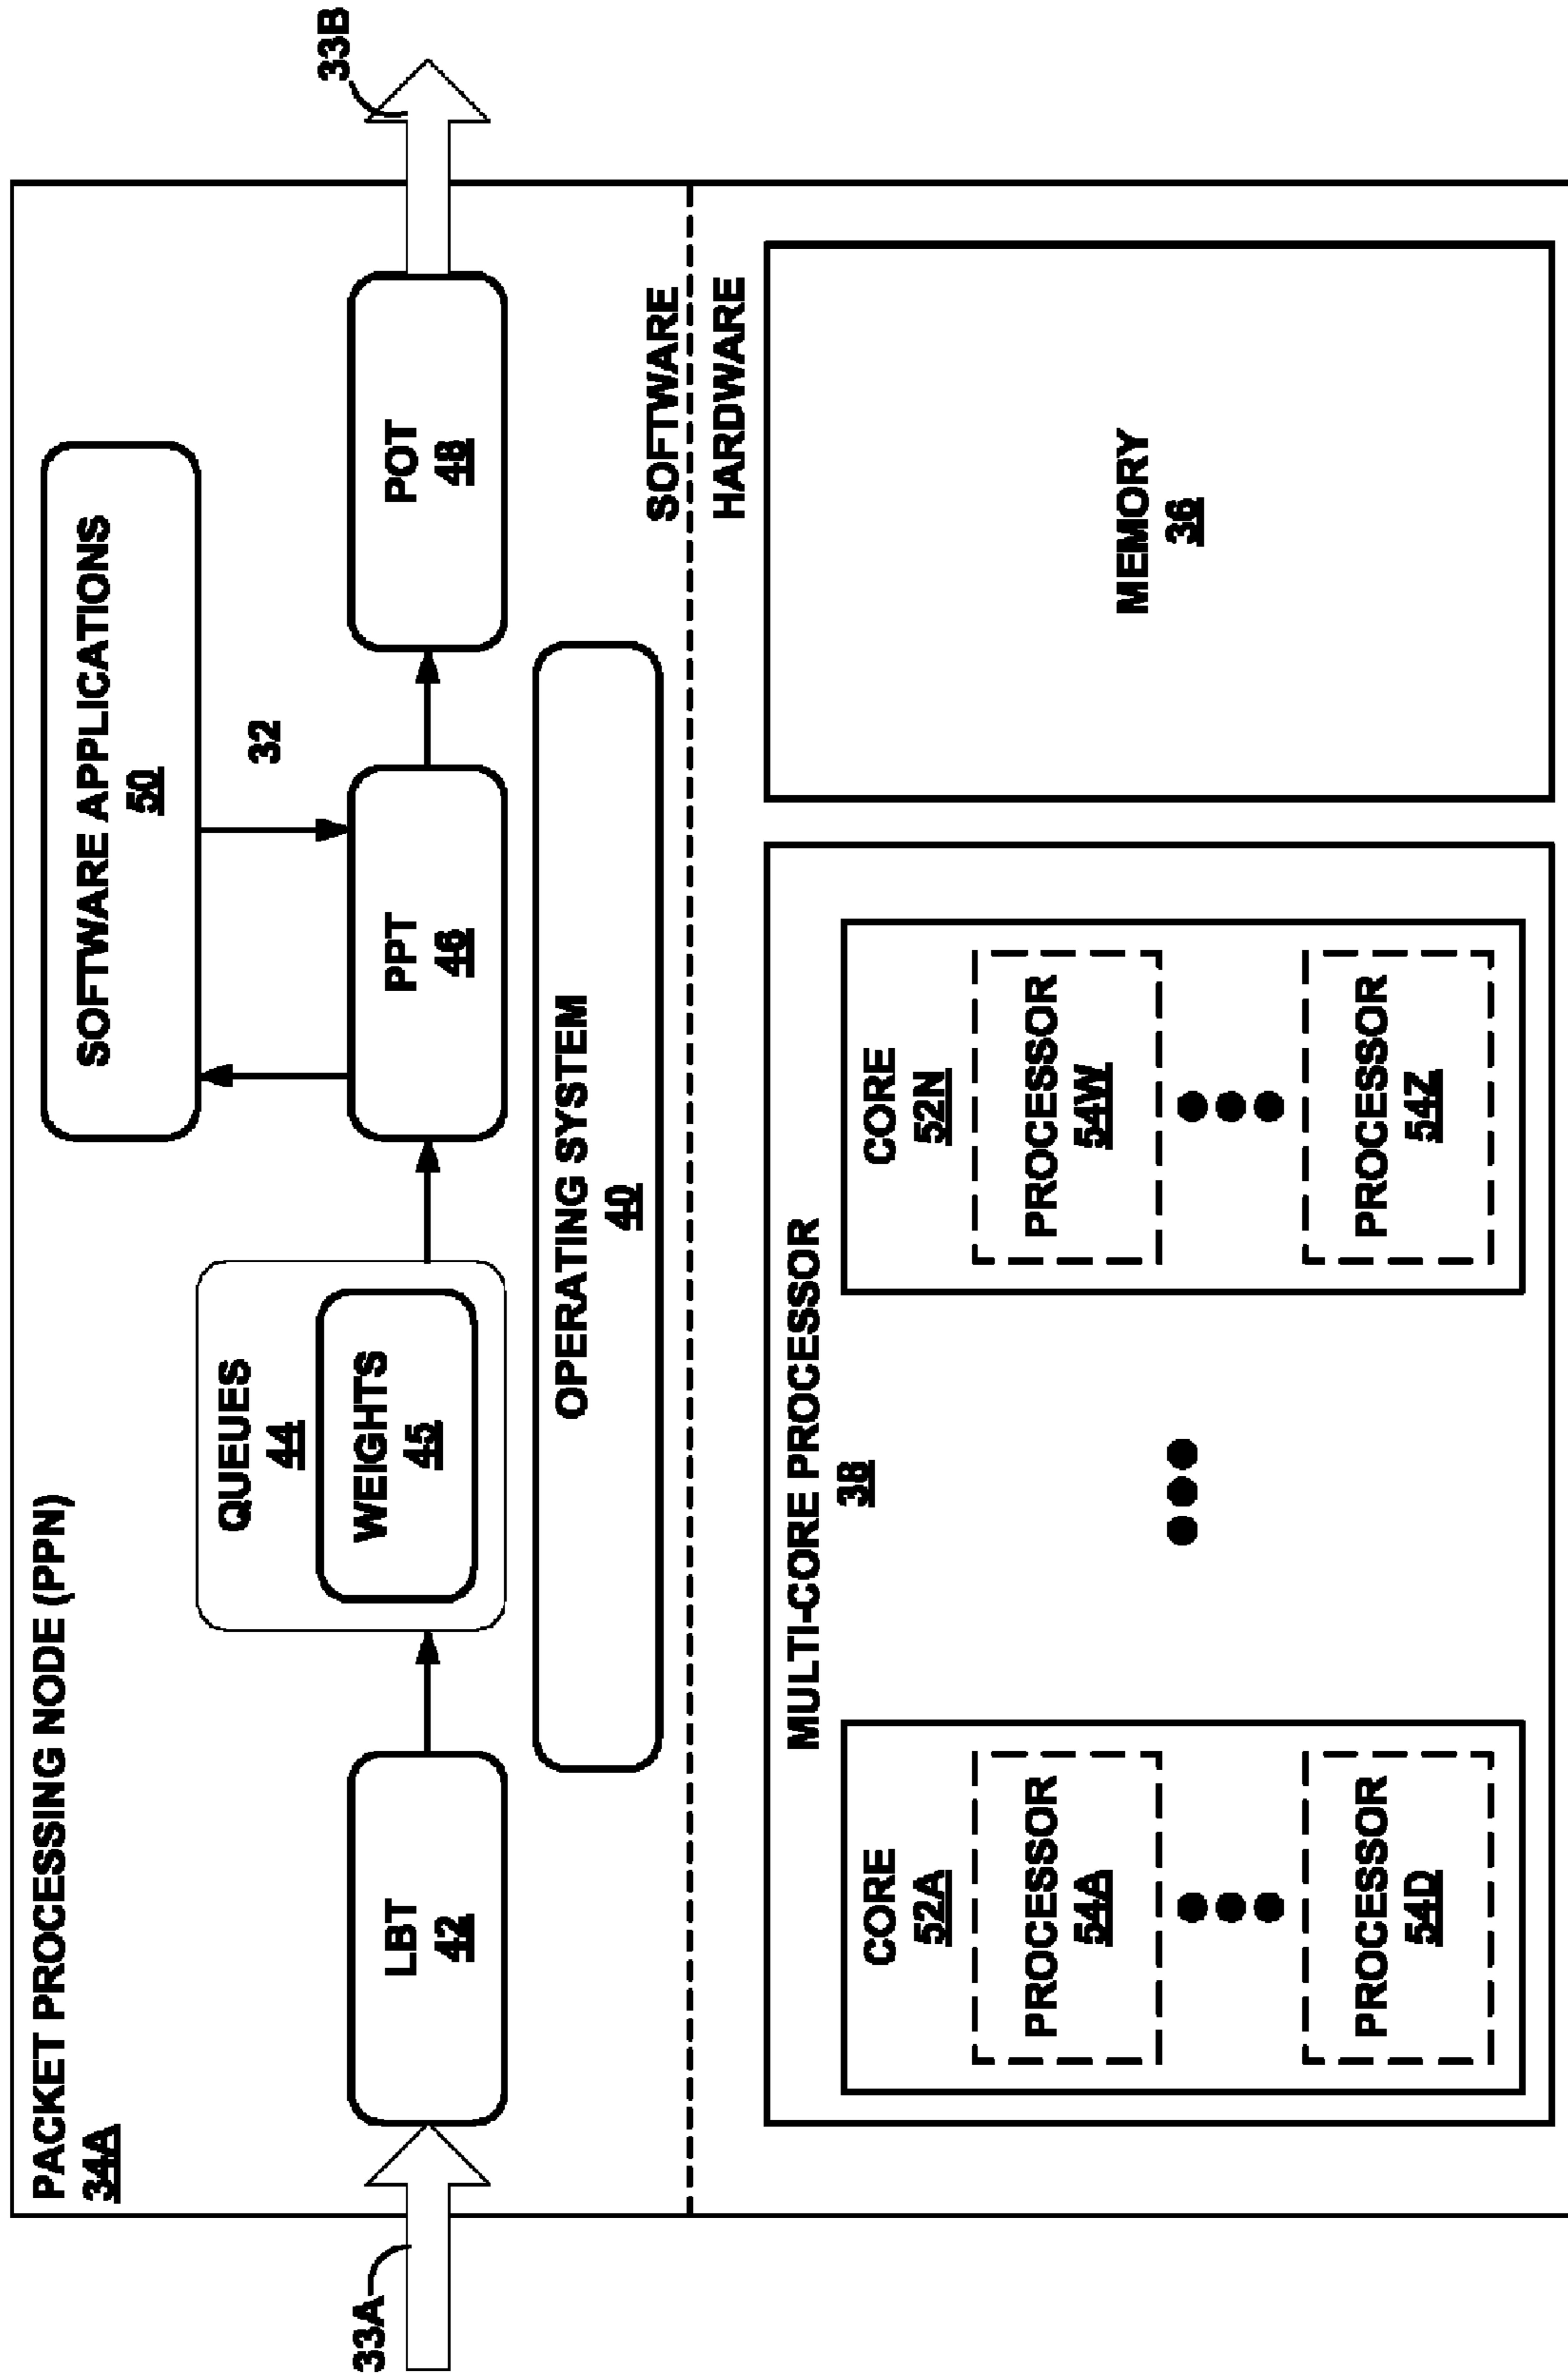 PACKET PROCESSING NODE (PPN)
34A
SOFTWARE APPLICATIONS
50
32
33A
LBT
42
QUEUES
44
WEIGHTS
45
PPT
46
POT
48
33B
OPERATING SYSTEM
40
SOFTWARE
HARDWARE
MULTI-CORE PROCESSOR
38
CORE
52A
PROCESSOR
54A
PROCESSOR
54D
CORE
52N
PROCESSOR
54W
PROCESSOR
54Z
MEMORY
36